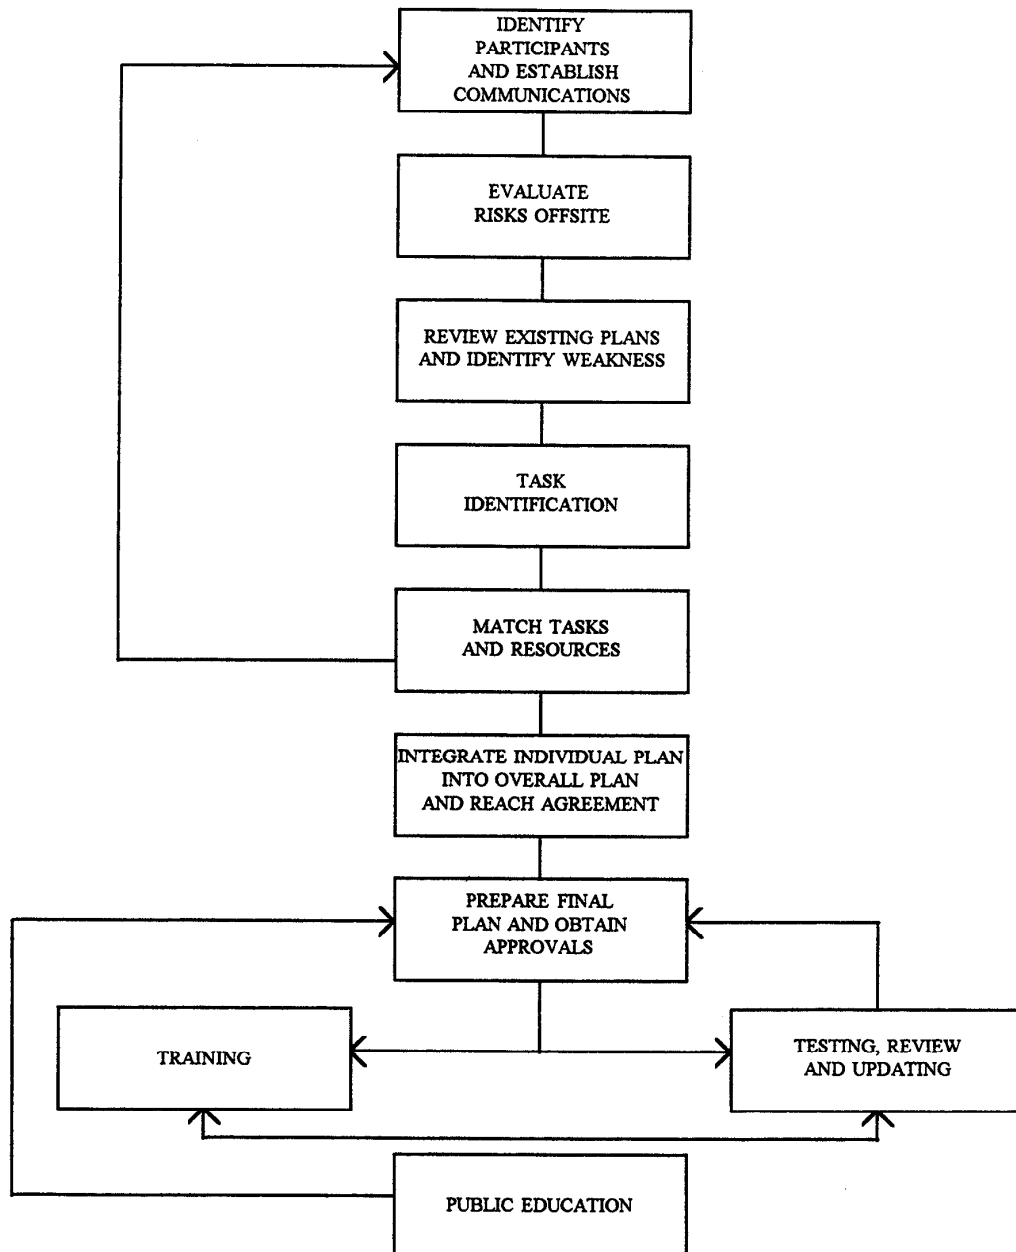 IDENTIFY
PARTICIPANTS
AND ESTABLISH
COMMUNICATIONS
EVALUATE
RISKS OFFSITE
REVIEW EXISTING PLANS
AND IDENTIFY WEAKNESS
TASK
IDENTIFICATION
MATCH TASKS
AND RESOURCES
INTEGRATE INDIVIDUAL PLAN
INTO OVERALL PLAN
AND REACH AGREEMENT
PREPARE FINAL
PLAN AND OBTAIN
APPROVALS
TRAINING
TESTING, REVIEW
AND UPDATING
PUBLIC EDUCATION